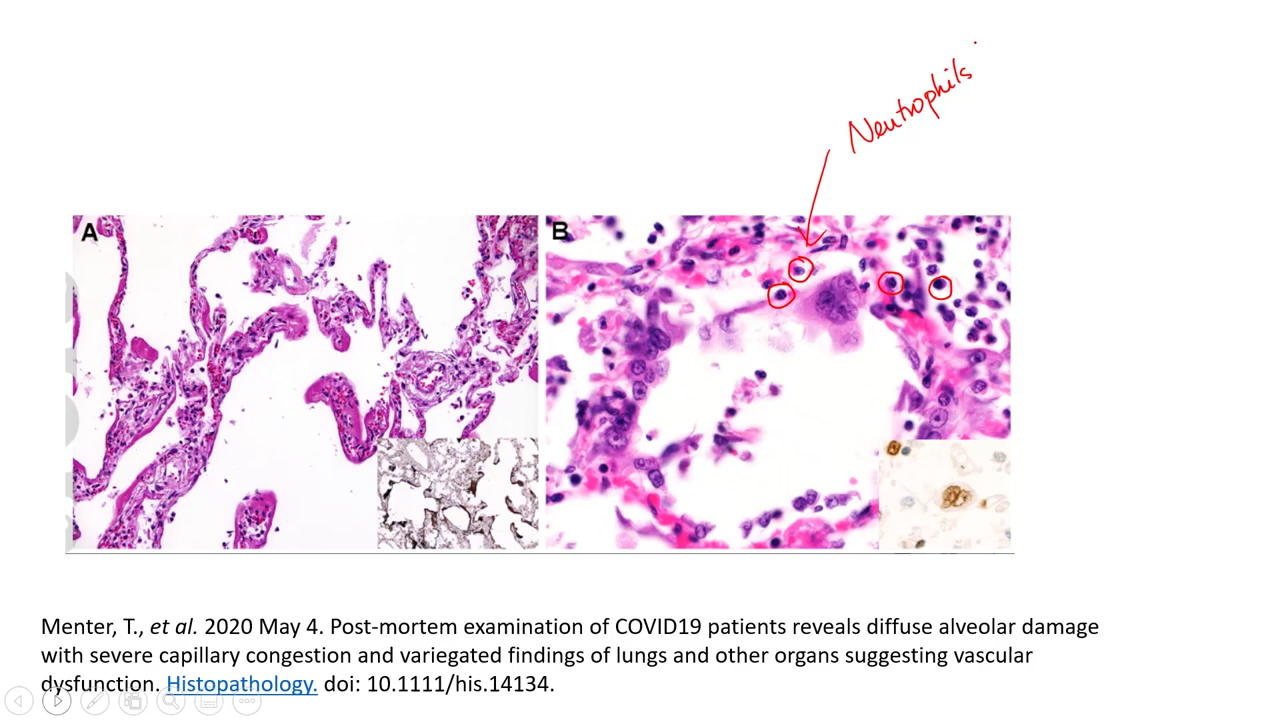 Neutrophils
A
B
Menter, T., et al. 2020 May 4. Post-mortem examination of COVID19 patients reveals diffuse alveolar damage
with severe capillary congestion and variegated findings of lungs and other organs suggesting vascular
dysfunction. Histopathology. doi: 10.1111/his.14134.